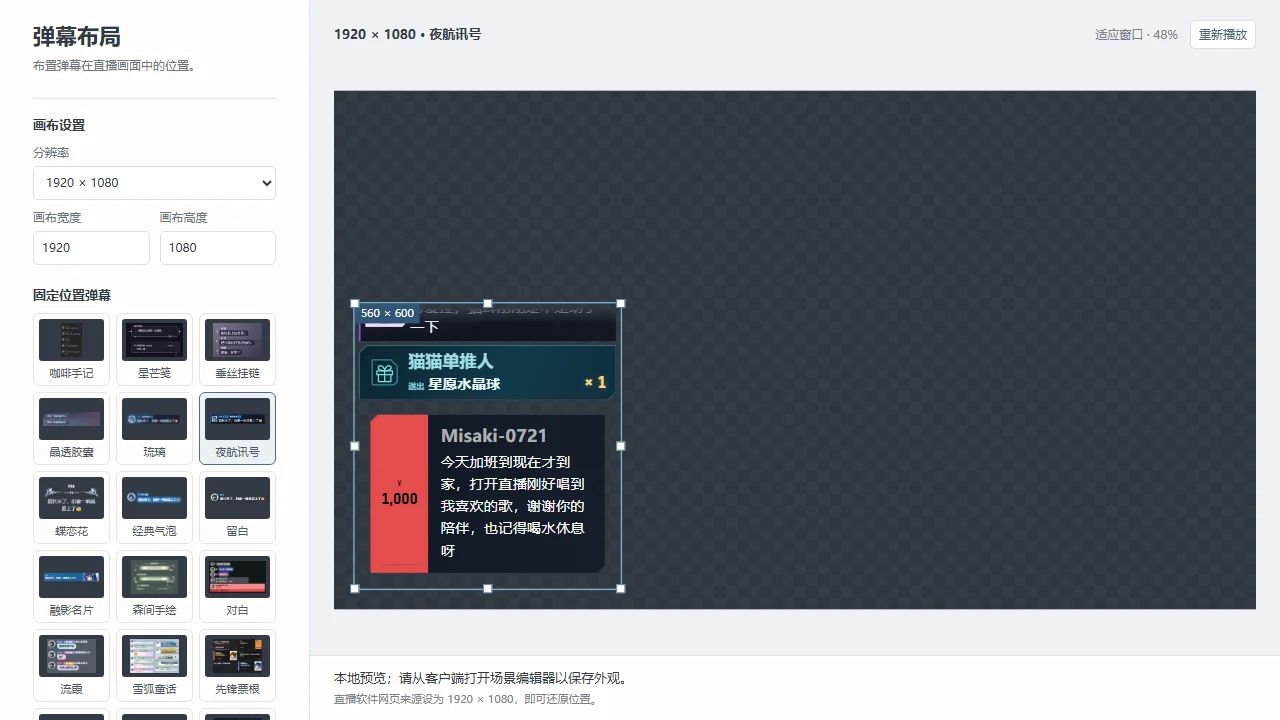 弹幕布局
布置弹幕在直播画面中的位置。
画布设置
分辨率
1920 × 1080
画布宽度
画布高度
1920
1080
固定位置弹幕
咖啡手记
星芒笺
垂丝挂链
晶透胶囊
琉璃
夜航讯号
蝶恋花
经典气泡
留白
融影名片
森间手绘
对白
流霞
雪狐童话
先锋票根
1920 × 1080 • 夜航讯号
适应窗口 · 48%
重新播放
560 × 600
一下
猫猫单推人
送出 星原水晶球
× 1
¥
1,000
Misaki-0721
今天加班到现在才到
家，打开直播刚好唱到
我喜欢的歌，谢谢你的
陪伴，也记得喝水休息
呀
本地预览；请从客户端打开场景编辑器以保存外观。
直播软件网页来源设为 1920 × 1080，即可还原位置。